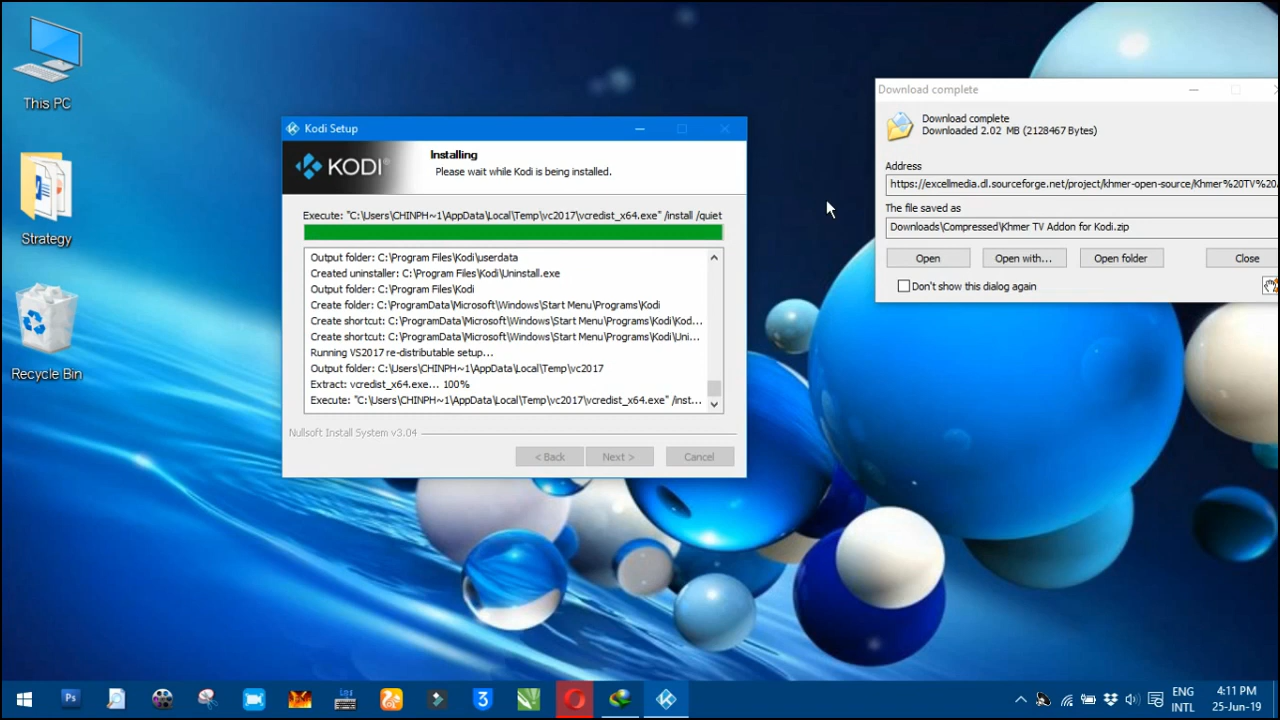 This PC
Strategy
Recycle Bin
Kodi Setup
KODI®
Installing
Please wait while Kodi is being installed.
Execute: "C:\Users\CHINPH~1\AppData\Local\Temp\vc2017\vcredist_x64.exe" /install /quiet
Output folder: C:\Program Files\Kodi\userdata
Created uninstaller: C:\Program Files\Kodi\Uninstall.exe
Output folder: C:\Program Files\Kodi
Create folder: C:\ProgramData\Microsoft\Windows\Start Menu\Programs\Kodi
Create shortcut: C:\ProgramData\Microsoft\Windows\Start Menu\Programs\Kodi\Kod...
Create shortcut: C:\ProgramData\Microsoft\Windows\Start Menu\Programs\Kodi\Uni...
Running VS2017 re-distributable setup...
Output folder: C:\Users\CHINPH~1\AppData\Local\Temp\vc2017
Extract: vcredist_x64.exe... 100%
Execute: "C:\Users\CHINPH~1\AppData\Local\Temp\vc2017\vcredist_x64.exe" /inst...
Nullsoft Install System v3.04
< Back
Next >
Cancel
Download complete
Download complete
Downloaded 2.02 MB (2128467 Bytes)
Address
https://excellmedia.dl.sourceforge.net/project/khmer-open-source/Khmer%20TV%20
The file saved as
Downloads\Compressed\Khmer TV Addon for Kodi.zip
Open
Open with...
Open folder
Close
Don't show this dialog again
Ps
3
ENG
INTL
4:11 PM
25-Jun-19